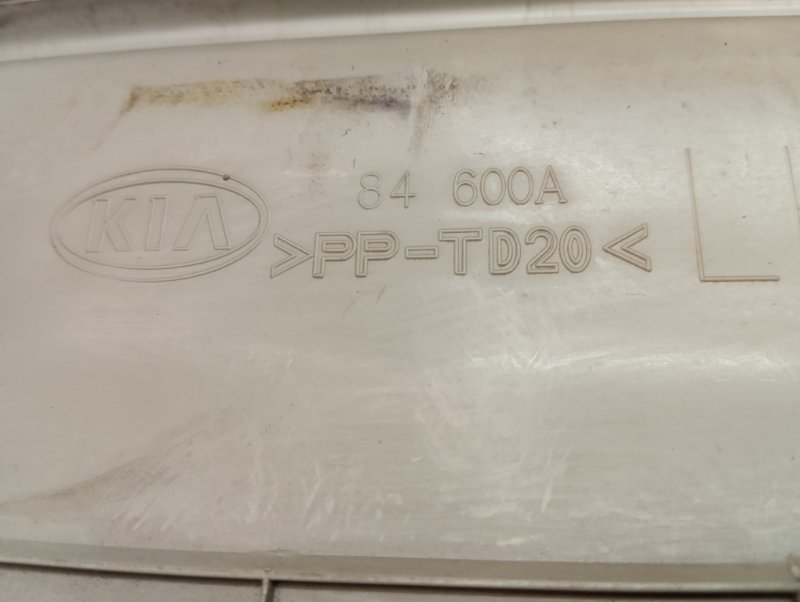 KIA
84 600A
>PP-TD20<
L